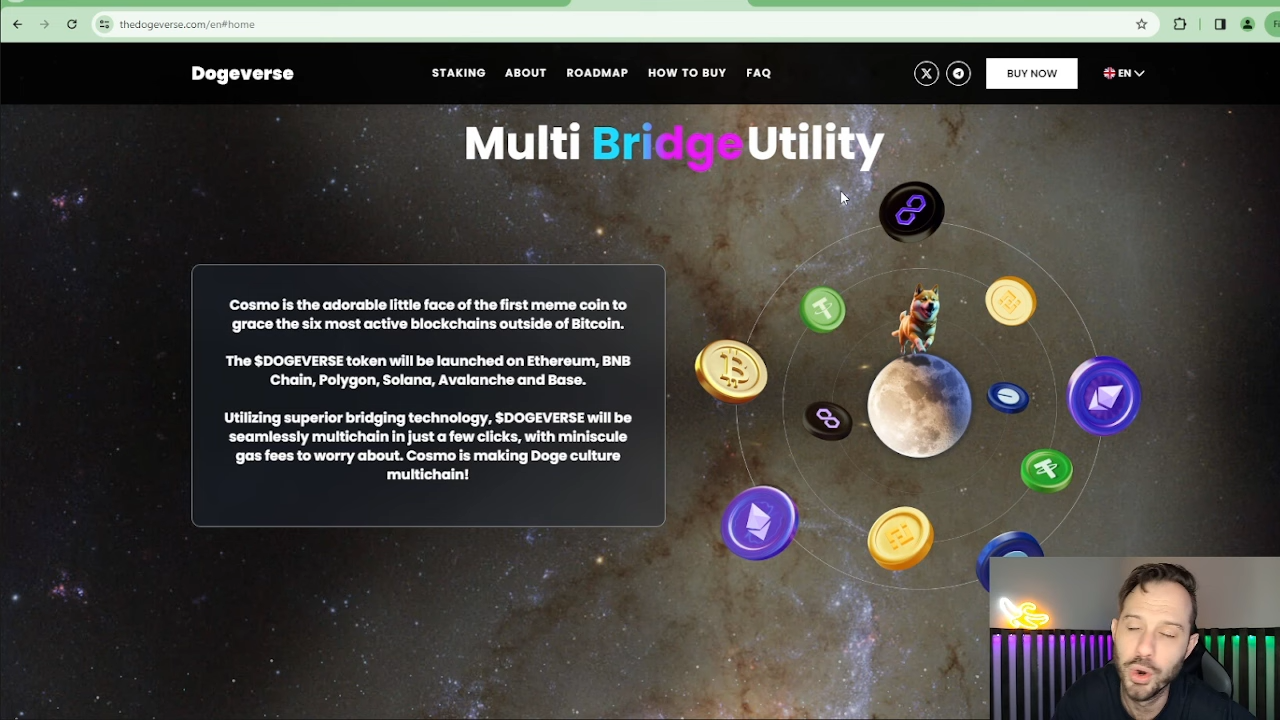 thedogeverse.com/en#home
Dogeverse
STAKING ABOUT ROADMAP HOW TO BUY FAQ
BUY NOW
EN
Multi Bridge Utility
Cosmo is the adorable little face of the first meme coin to
grace the six most active blockchains outside of Bitcoin.
The $DOGEVERSE token will be launched on Ethereum, BNB
Chain, Polygon, Solana, Avalanche and Base.
Utilizing superior bridging technology, $DOGEVERSE will be
seamlessly multichain in just a few clicks, with miniscule
gas fees to worry about. Cosmo is making Doge culture
multichain!